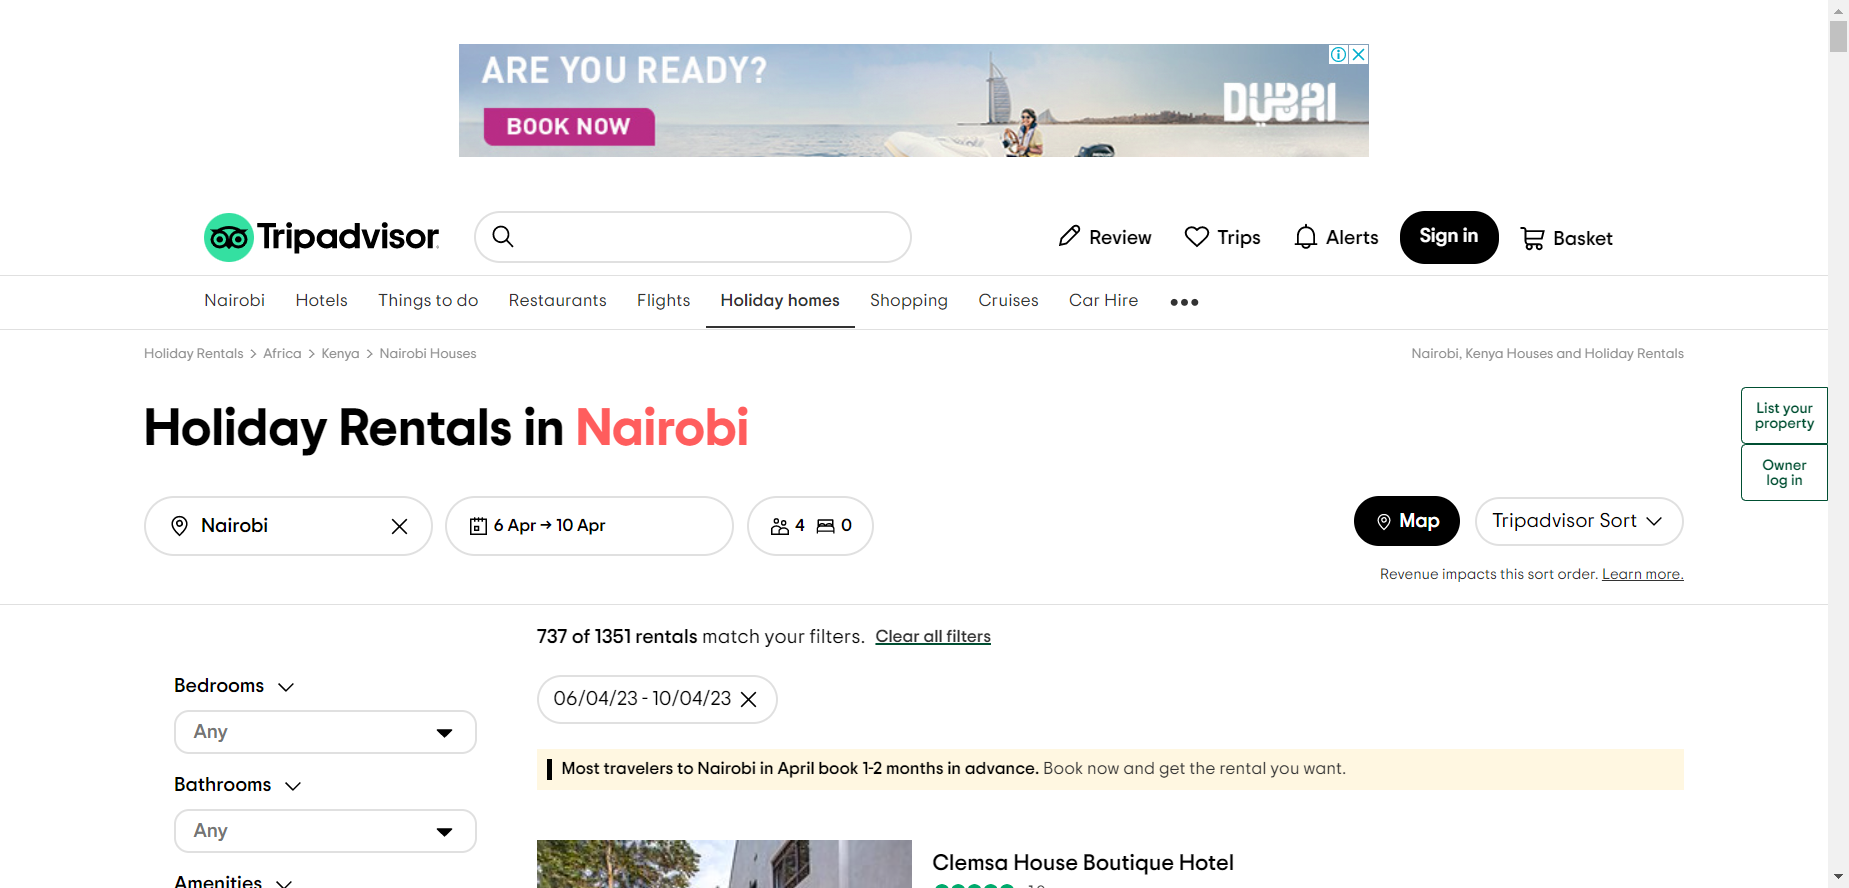 ARE YOU READY?
BOOK NOW
DUBAI
Tripadvisor
Review
Trips
Alerts
Sign in
Basket
Nairobi
Hotels
Things to do
Restaurants
Flights
Holiday homes
Shopping
Cruises
Car Hire
Holiday Rentals > Africa > Kenya > Nairobi Houses
Nairobi, Kenya Houses and Holiday Rentals
List your
property
Owner
log in
Holiday Rentals in Nairobi
Nairobi
6 Apr → 10 Apr
4
0
Map
Tripadvisor Sort
Revenue impacts this sort order. Learn more.
737 of 1351 rentals match your filters. Clear all filters
06/04/23 - 10/04/23
Bedrooms
Any
Bathrooms
Any
Amenities
Most travelers to Nairobi in April book 1-2 months in advance. Book now and get the rental you want.
Clemsa House Boutique Hotel